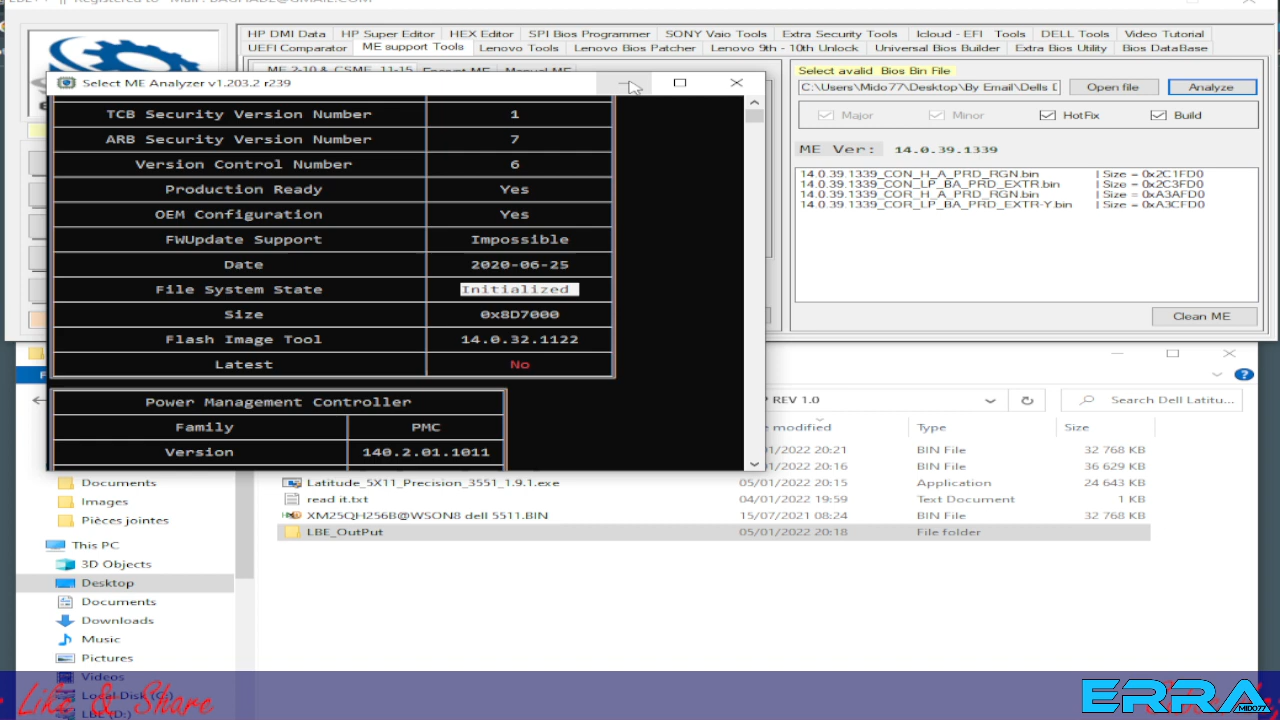 HP DMI Data HP Super Editor HEX Editor SPI Bios Programmer SONY Vaio Tools Extra Security Tools Icloud - EFI Tools DELL Tools Video Tutorial
UEFI Comparator ME support Tools Lenovo Tools Lenovo Bios Patcher Lenovo 9th - 10th Unlock Universal Bios Builder Extra Bios Utility Bios DataBase
Select avalid Bios Bin File
C:\Users\Mido77\Desktop\By Email\Dells D
Open file
Analyze
Major
Minor
HotFix
Build
ME Ver: 14.0.39.1339
14.0.39.1339_CON_H_A_PRD_RGN.bin | Size = 0x2C1FD0
14.0.39.1339_CON_LP_BA_PRD_EXTR.bin | Size = 0x2C3FD0
14.0.39.1339_COR_H_A_PRD_RGN.bin | Size = 0xA3AFD0
14.0.39.1339_COR_LP_BA_PRD_EXTR-Y.bin | Size = 0xA3CFD0
Clean ME
Select ME Analyzer v1.203.2 r239
TCB Security Version Number 1
ARB Security Version Number 7
Version Control Number 6
Production Ready Yes
OEM Configuration Yes
FWUpdate Support Impossible
Date 2020-06-25
File System State Initialized
Size 0x8D7000
Flash Image Tool 14.0.32.1122
Latest No
Power Management Controller
Family PMC
Version 140.2.01.1011
P REV 1.0
Search Dell Latitu...
modified Type Size
01/2022 20:21 BIN File 32 768 KB
01/2022 20:16 BIN File 36 629 KB
Latitude_5X11_Precision_3551_1.9.1.exe 05/01/2022 20:15 Application 24 643 KB
read it.txt 04/01/2022 19:59 Text Document 1 KB
XM25QH256B@WSON8 dell 5511.BIN 15/07/2021 08:24 BIN File 32 768 KB
LBE_OutPut 05/01/2022 20:18 File folder
Documents
Images
Pièces jointes
This PC
3D Objects
Desktop
Documents
Downloads
Music
Pictures
Videos
Local Disk (C:)
LBE (D:)
Like & Share
ERRA
MIDO77